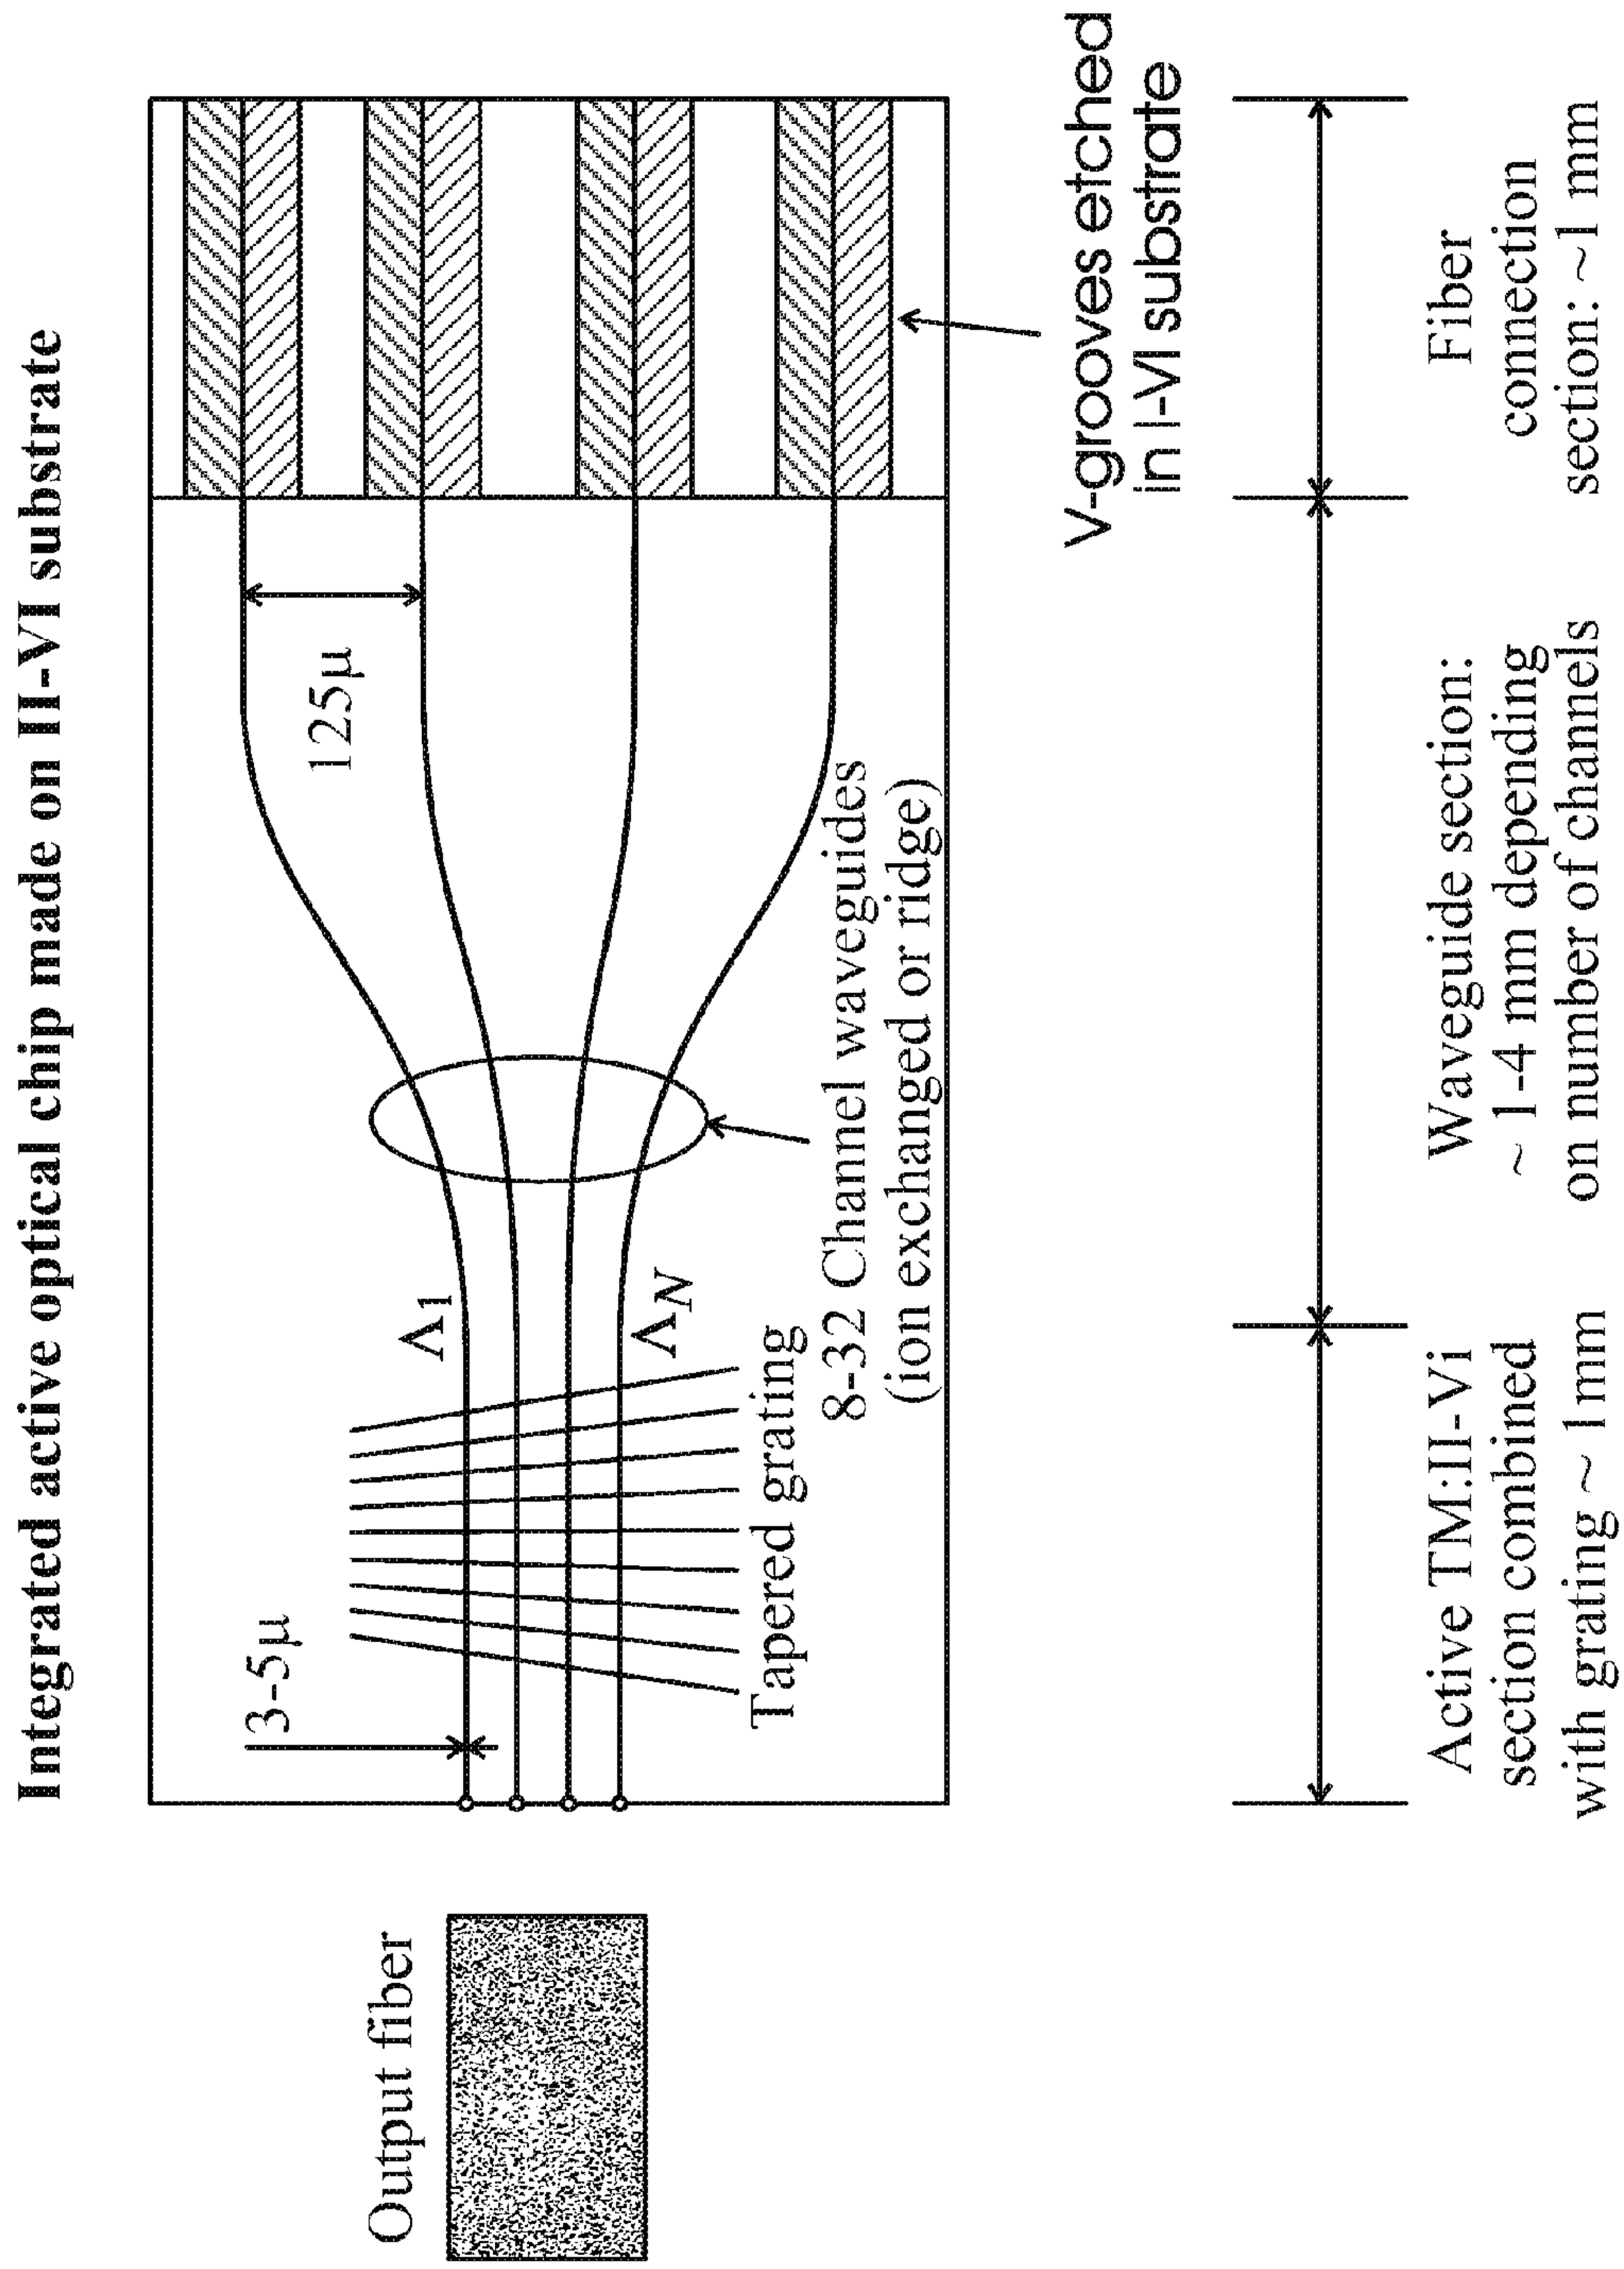 Integrated active optical chip made on II-VI substrate
Output fiber
3-5μ
Λ1
ΛN
Tapered grating
125μ
8-32 Channel waveguides
(ion exchanged or ridge)
V-grooves etched
in I-VI substrate
Active TM:II-Vi
section combined
with grating ~ 1mm
Waveguide section:
~ 1-4 mm depending
on number of channels
Fiber
connection
section: ~1 mm